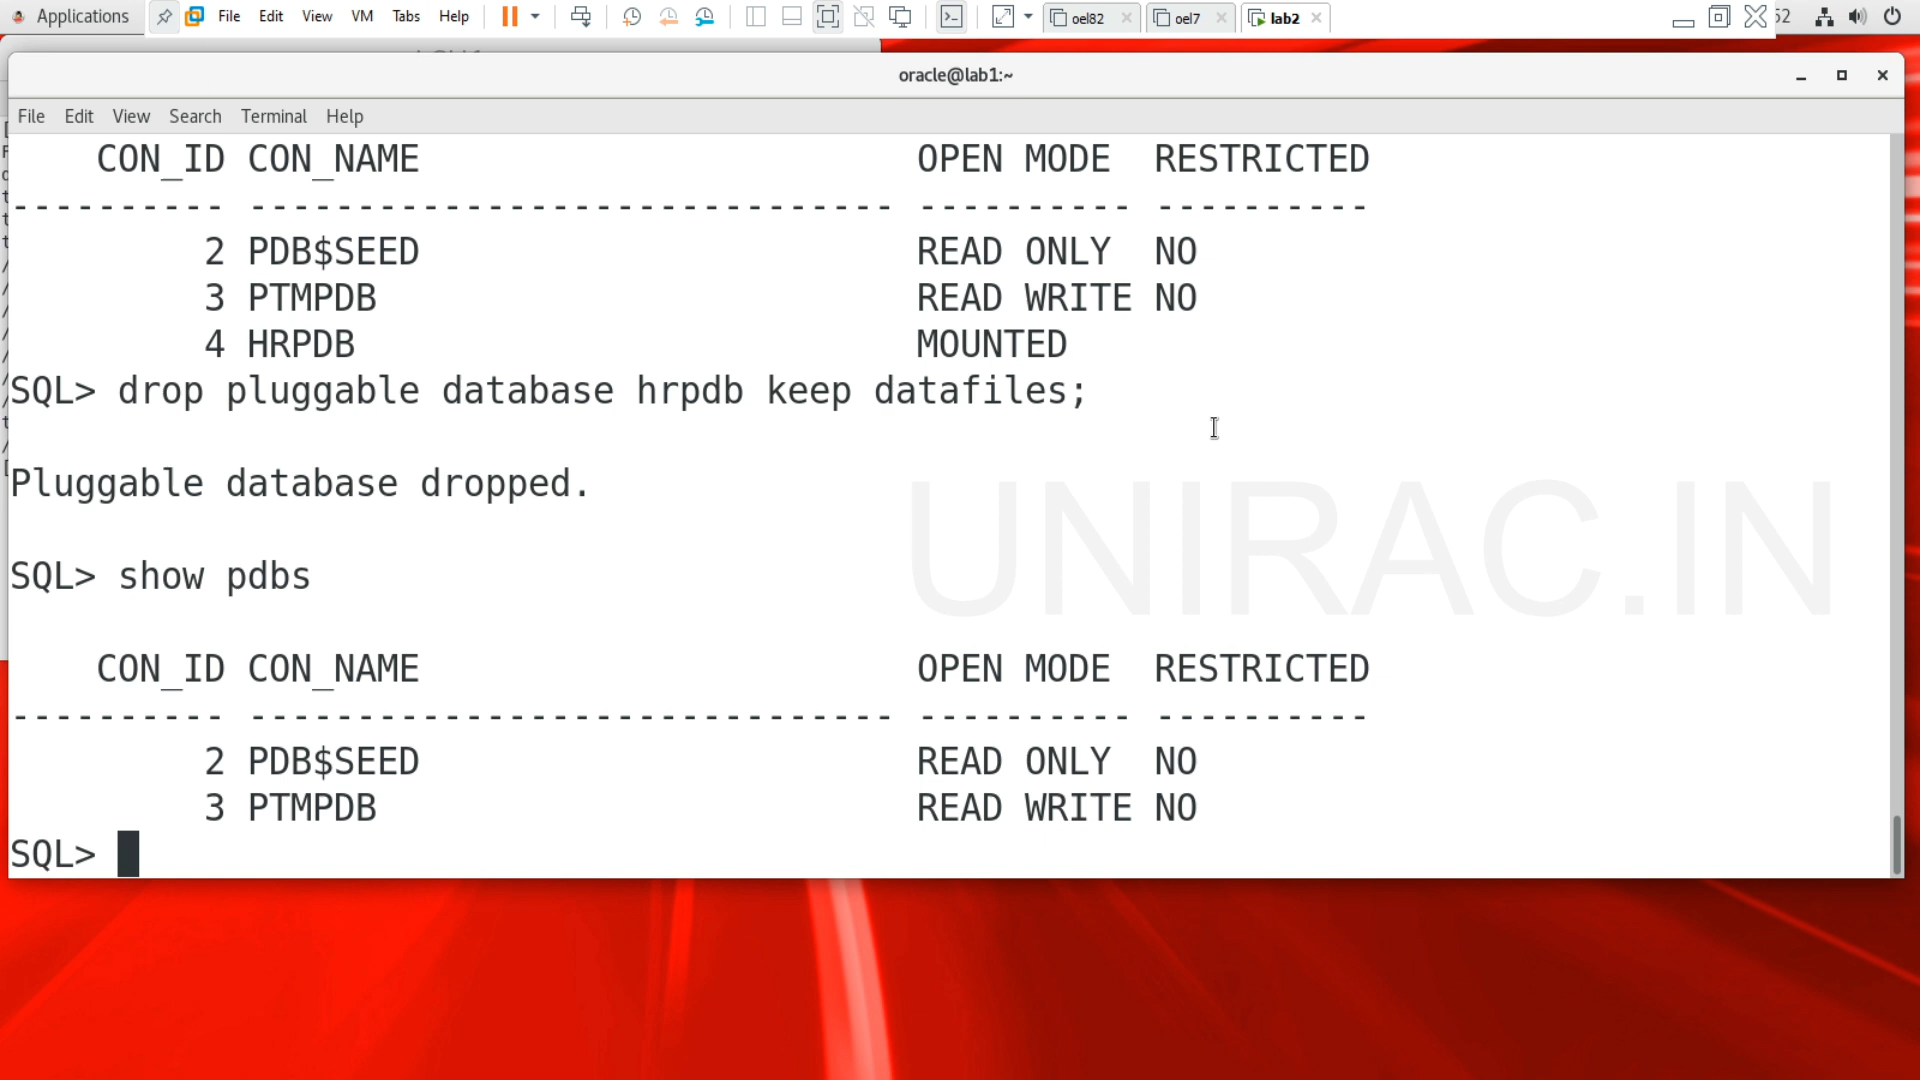 Applications File Edit View VM Tabs Help oel82 oel7 lab2 52
oracle@lab1:~
File Edit View Search Terminal Help
CON_ID CON_NAME OPEN MODE RESTRICTED
---------- ------------------------------ ---------- ----------
2 PDB$SEED READ ONLY NO
3 PTMPDB READ WRITE NO
4 HRPDB MOUNTED
SQL> drop pluggable database hrpdb keep datafiles;
Pluggable database dropped.
UNIRAC.IN
SQL> show pdbs
CON_ID CON_NAME OPEN MODE RESTRICTED
---------- ------------------------------ ---------- ----------
2 PDB$SEED READ ONLY NO
3 PTMPDB READ WRITE NO
SQL>